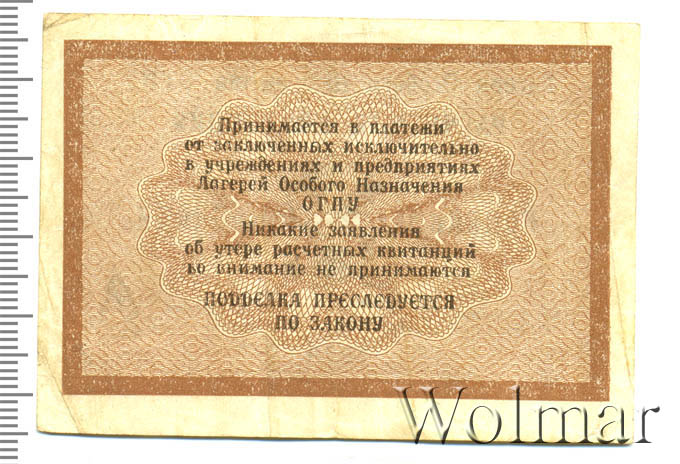 Принимается в платежи
от заключенных исключительно
в учреждениях и предприятиях
Лагерей Особого Назначения
ОГПУ
Никакие заявления
об утере расчетных квитанций
во внимание не принимаются
ПОДДЕЛКА ПРЕСЛЕДУЕТСЯ
ПО ЗАКОНУ
Wolmar